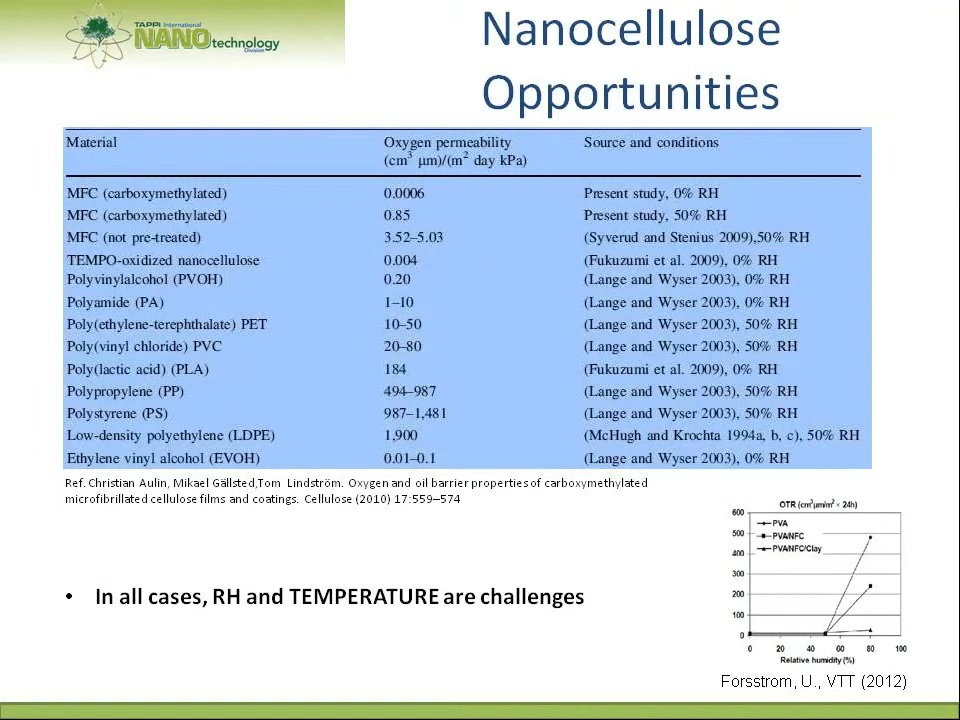 TAPPI International
NANOtechnology
Division
Nanocellulose
Opportunities
Material Oxygen permeability Source and conditions
(cm³ μm)/(m² day kPa)
MFC (carboxymethylated) 0.0006 Present study, 0% RH
MFC (carboxymethylated) 0.85 Present study, 50% RH
MFC (not pre-treated) 3.52–5.03 (Syverud and Stenius 2009),50% RH
TEMPO-oxidized nanocellulose 0.004 (Fukuzumi et al. 2009), 0% RH
Polyvinylalcohol (PVOH) 0.20 (Lange and Wyser 2003), 0% RH
Polyamide (PA) 1–10 (Lange and Wyser 2003), 0% RH
Poly(ethylene-terephthalate) PET 10–50 (Lange and Wyser 2003), 50% RH
Poly(vinyl chloride) PVC 20–80 (Lange and Wyser 2003), 50% RH
Poly(lactic acid) (PLA) 184 (Fukuzumi et al. 2009), 0% RH
Polypropylene (PP) 494–987 (Lange and Wyser 2003), 50% RH
Polystyrene (PS) 987–1,481 (Lange and Wyser 2003), 50% RH
Low-density polyethylene (LDPE) 1,900 (McHugh and Krochta 1994a, b, c), 50% RH
Ethylene vinyl alcohol (EVOH) 0.01–0.1 (Lange and Wyser 2003), 0% RH
Ref. Christian Aulin, Mikael Gällsted,Tom Lindström. Oxygen and oil barrier properties of carboxymethylated
microfibrillated cellulose films and coatings. Cellulose (2010) 17:559–574
• In all cases, RH and TEMPERATURE are challenges
OTR (cm³μm/m² × 24h)
600
500
400
300
200
100
0
PVA
PVA/NFC
PVA/NFC/Clay
0 20 40 60 80 100
Relative humidity (%)
Forsstrom, U., VTT (2012)